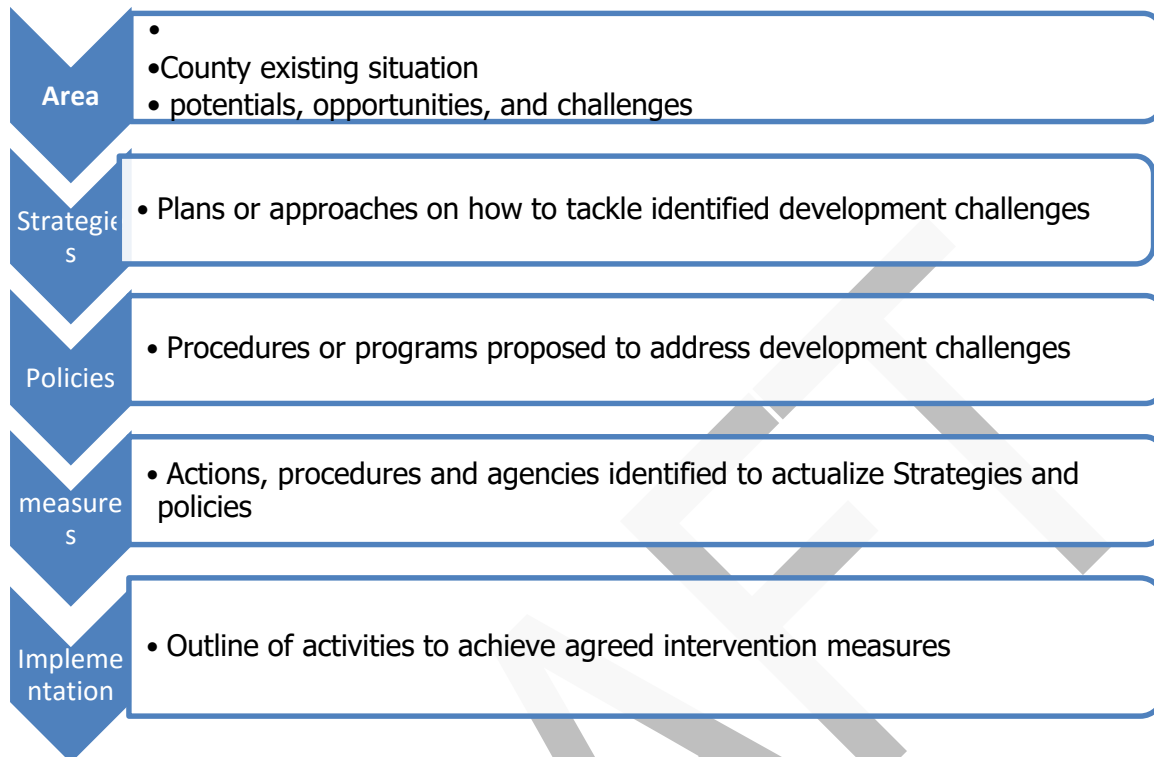 Area
•
•County existing situation
• potentials, opportunities, and challenges
Strategie
s
• Plans or approaches on how to tackle identified development challenges
Policies
• Procedures or programs proposed to address development challenges
measure
s
• Actions, procedures and agencies identified to actualize Strategies and
policies
Impleme
ntation
• Outline of activities to achieve agreed intervention measures
AFT